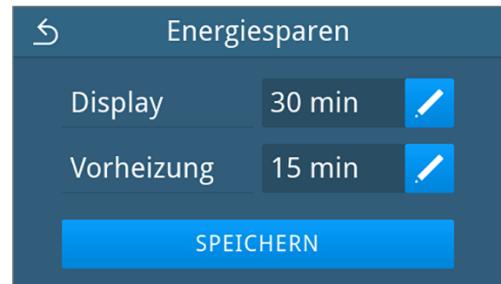 Energiesparen
Display 30 min
Vorheizung 15 min
SPEICHERN